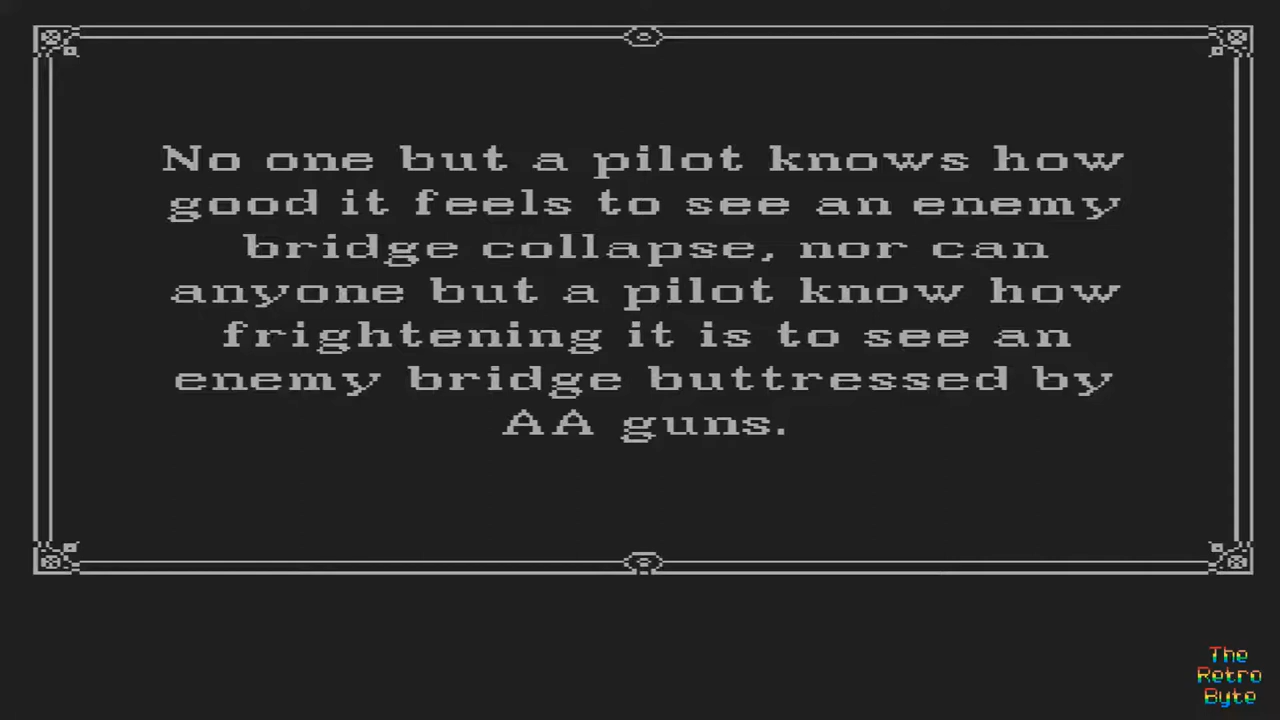 No one but a pilot knows how
good it feels to see an enemy
bridge collapse, nor can
anyone but a pilot know how
frightening it is to see an
enemy bridge buttressed by
AA guns.
The
Retro
Byte